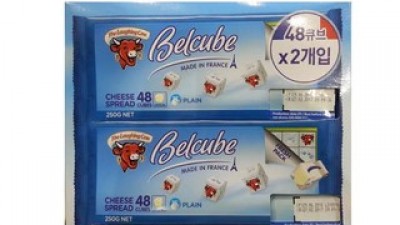 The Laughing Cow
Belcube
MADE IN FRANCE
CHEESE SPREAD 48 CUBES
PLAIN
250G NET
48큐브
x2개입
The Laughing Cow
Belcube
MADE IN FRANCE
CHEESE SPREAD 48 CUBES
PLAIN
250G NET